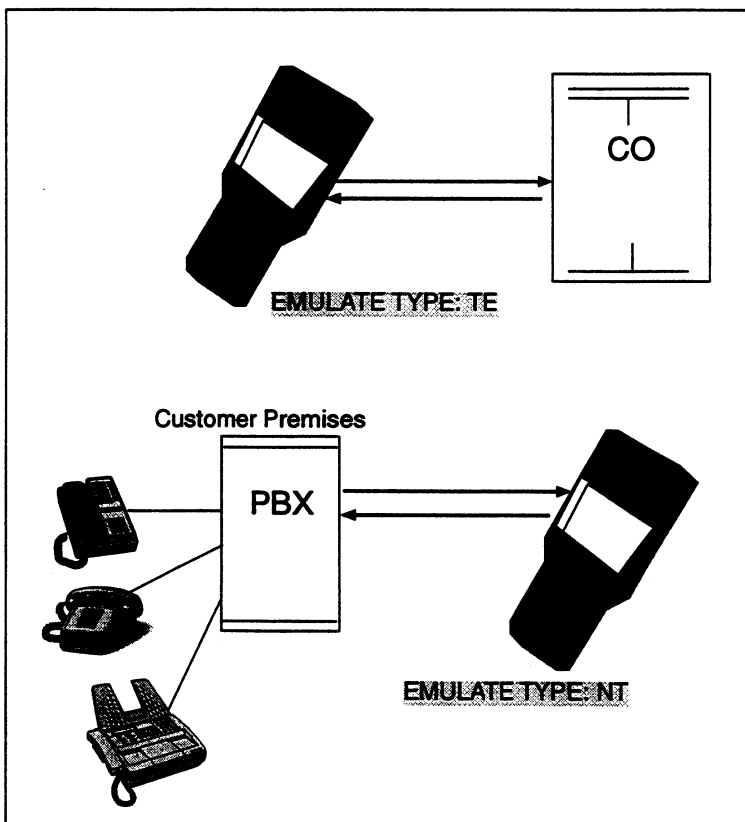 CO
EMULATE TYPE: TE
Customer Premises
PBX
EMULATE TYPE: NT